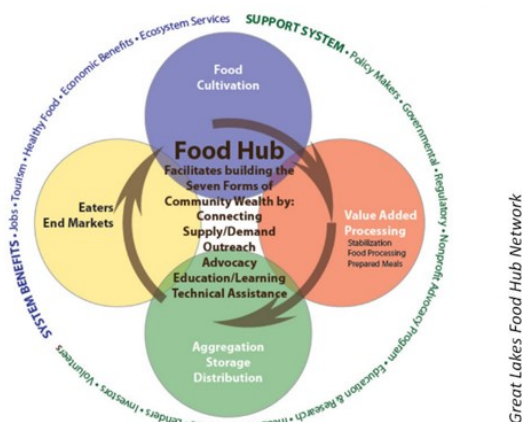 SYSTEM BENEFITS • Jobs • Tourism • Healthy Food • Economic Benefits • Ecosystem Services
SUPPORT SYSTEM • Policy Makers • Governmental • Regulatory • Nonprofit Advocacy Program • Education & Research •
• Investors • Volunteers
Food
Cultivation
Food Hub
Facilitates building the
Seven Forms of
Community Wealth by:
Connecting
Supply/Demand
Outreach
Advocacy
Education/Learning
Technical Assistance
Eaters
End Markets
Value Added
Processing
Stabilization
Food Processing
Prepared Meals
Aggregation
Storage
Distribution
Great Lakes Food Hub Network